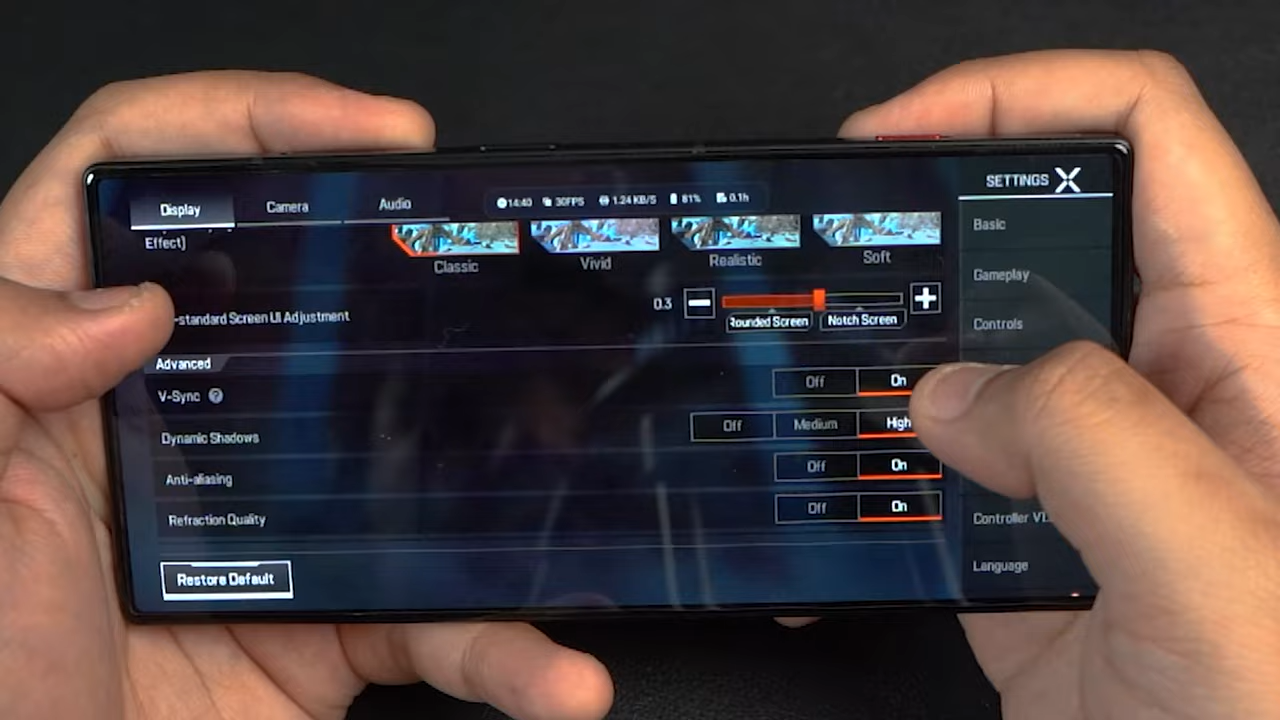 Display
Camera
Audio
14:40 30FPS 1.24 KB/S 81% 0.1h
SETTINGS
Effect)
Classic
Vivid
Realistic
Soft
-standard Screen UI Adjustment
0.3
Rounded Screen
Notch Screen
Advanced
V-Sync ?
Off
On
Dynamic Shadows
Off
Medium
High
Anti-aliasing
Off
On
Refraction Quality
Off
On
Restore Default
Basic
Gameplay
Controls
Controller
Language